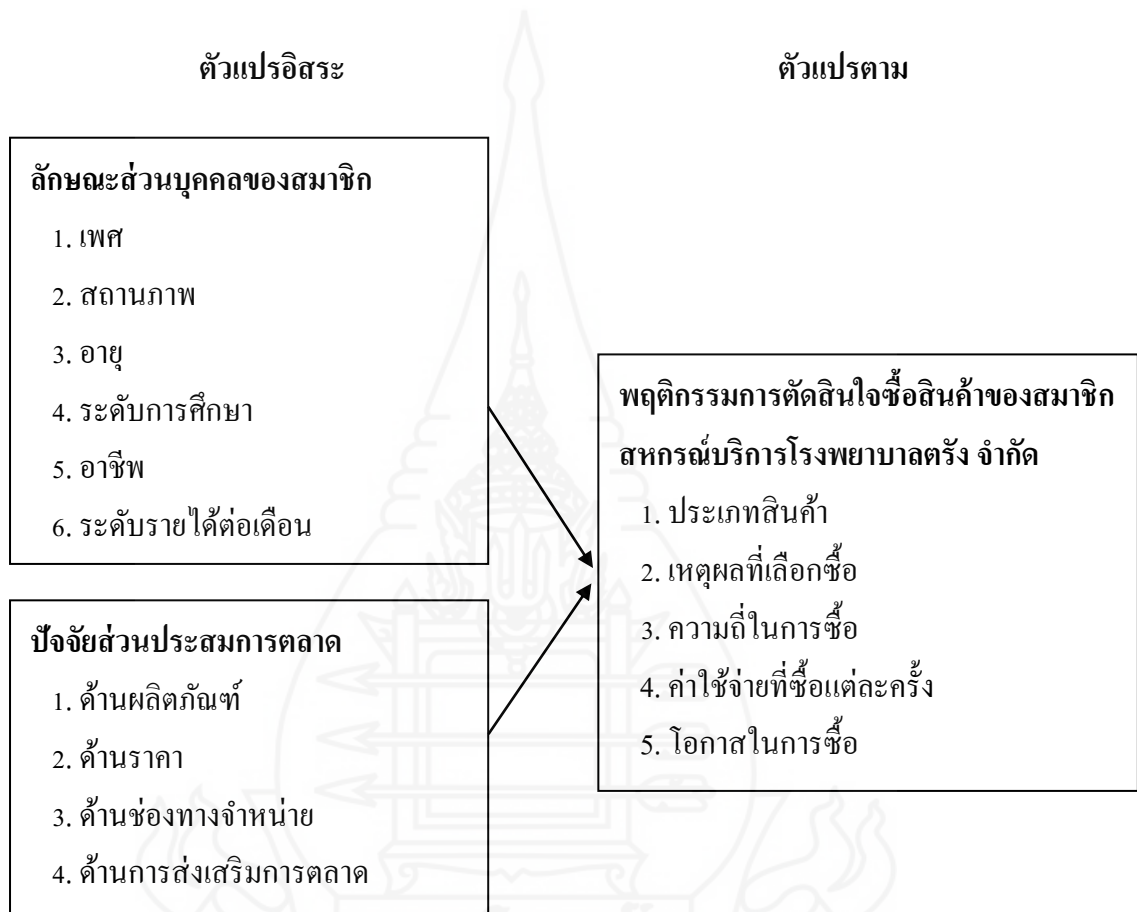 ตัวแปรอิสระ
ตัวแปรตาม
ลักษณะส่วนบุคคลของสมาชิก
1. เพศ
2. สถานภาพ
3. อายุ
4. ระดับการศึกษา
5. อาชีพ
6. ระดับรายได้ต่อเดือน
ปัจจัยส่วนประสมการตลาด
1. ด้านผลิตภัณฑ์
2. ด้านราคา
3. ด้านช่องทางจำหน่าย
4. ด้านการส่งเสริมการตลาด
พฤติกรรมการตัดสินใจซื้อสินค้าของสมาชิก
สหกรณ์บริการโรงพยาบาลตรัง จำกัด
1. ประเภทสินค้า
2. เหตุผลที่เลือกซื้อ
3. ความถี่ในการซื้อ
4. ค่าใช้จ่ายที่ซื้อแต่ละครั้ง
5. โอกาสในการซื้อ